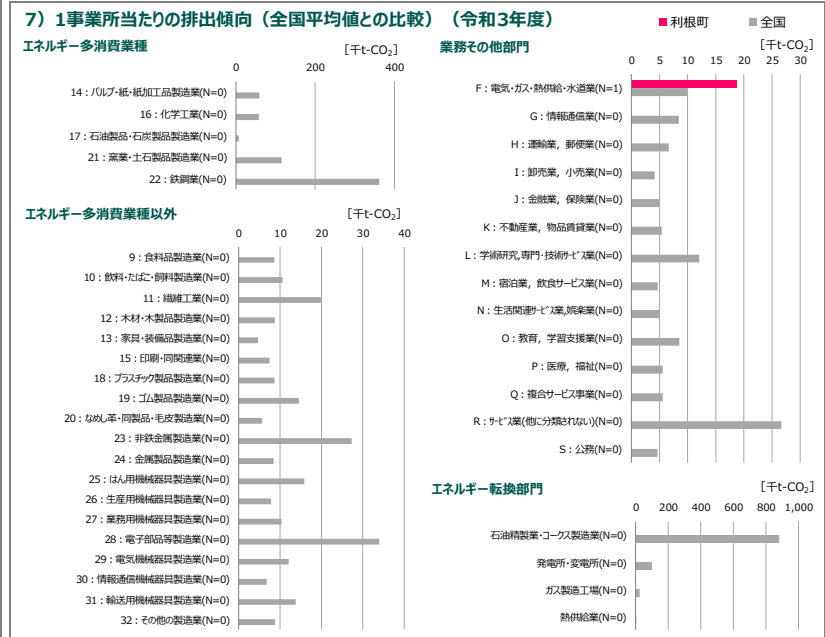 7）1事業所当たりの排出傾向（全国平均値との比較）（令和3年度）
■利根町 ■全国
エネルギー多消費業種
[千t-CO₂]
0 200 400
14：パルプ・紙・紙加工品製造業(N=0)
16：化学工業(N=0)
17：石油製品・石炭製品製造業(N=0)
21：窯業・土石製品製造業(N=0)
22：鉄鋼業(N=0)
エネルギー多消費業種以外
[千t-CO₂]
0 10 20 30 40
9：食料品製造業(N=0)
10：飲料・たばこ・飼料製造業(N=0)
11：繊維工業(N=0)
12：木材・木製品製造業(N=0)
13：家具・装備品製造業(N=0)
15：印刷・同関連業(N=0)
18：プラスチック製品製造業(N=0)
19：ゴム製品製造業(N=0)
20：なめし革・同製品・毛皮製造業(N=0)
23：非鉄金属製造業(N=0)
24：金属製品製造業(N=0)
25：はん用機械器具製造業(N=0)
26：生産用機械器具製造業(N=0)
27：業務用機械器具製造業(N=0)
28：電子部品等製造業(N=0)
29：電気機械器具製造業(N=0)
30：情報通信機械器具製造業(N=0)
31：輸送用機械器具製造業(N=0)
32：その他の製造業(N=0)
業務その他部門
[千t-CO₂]
0 5 10 15 20 25 30
F：電気・ガス・熱供給・水道業(N=1)
G：情報通信業(N=0)
H：運輸業，郵便業(N=0)
I：卸売業，小売業(N=0)
J：金融業，保険業(N=0)
K：不動産業，物品賃貸業(N=0)
L：学術研究,専門・技術ｻｰﾋﾞｽ業(N=0)
M：宿泊業，飲食サービス業(N=0)
N：生活関連ｻｰﾋﾞｽ業,娯楽業(N=0)
O：教育，学習支援業(N=0)
P：医療，福祉(N=0)
Q：複合サービス事業(N=0)
R：ｻｰﾋﾞｽ業(他に分類されない)(N=0)
S：公務(N=0)
エネルギー転換部門
[千t-CO₂]
0 200 400 600 800 1,000
石油精製業・コークス製造業(N=0)
発電所・変電所(N=0)
ガス製造工場(N=0)
熱供給業(N=0)